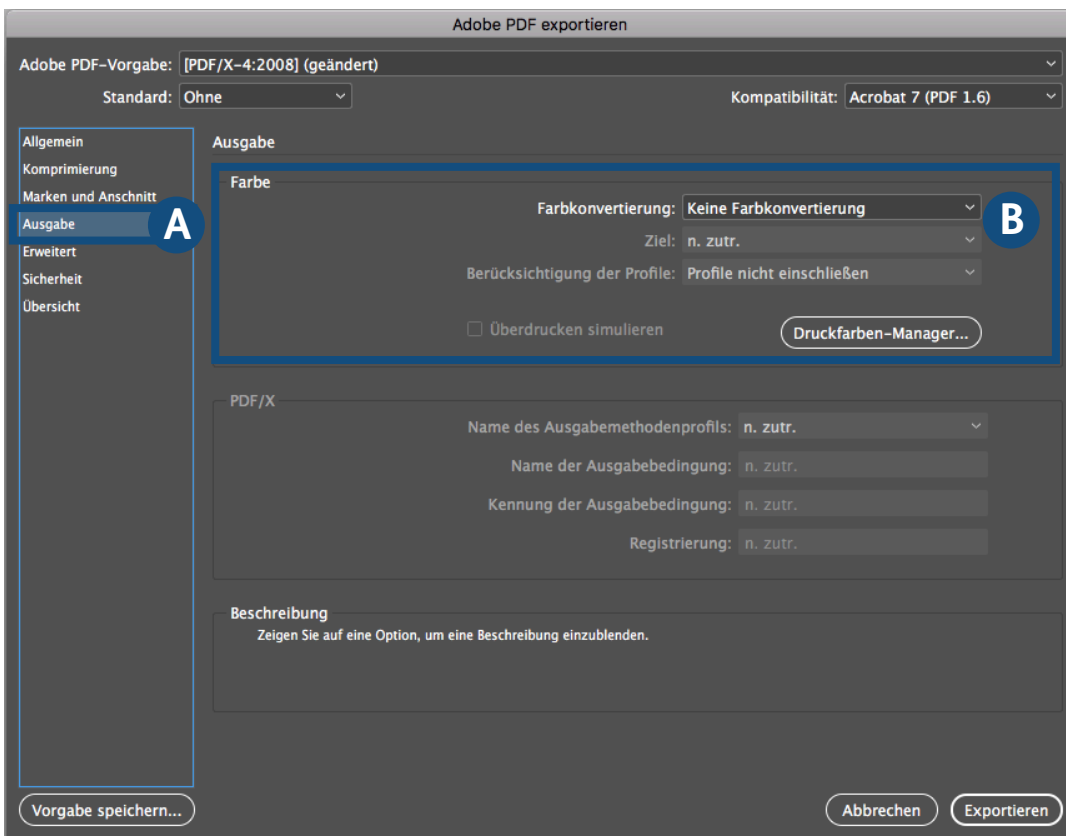 Adobe PDF exportieren
Adobe PDF-Vorgabe: [PDF/X-4:2008] (geändert)
Standard: Ohne Kompatibilität: Acrobat 7 (PDF 1.6)
Allgemein
Komprimierung
Marken und Anschnitt
Ausgabe A
Erweitert
Sicherheit
Übersicht
Ausgabe
Farbe
Farbkonvertierung: Keine Farbkonvertierung B
Ziel: n. zutr.
Berücksichtigung der Profile: Profile nicht einschließen
Überdrucken simulieren Druckfarben-Manager...
PDF/X
Name des Ausgabemethodenprofils: n. zutr.
Name der Ausgabebedingung: n. zutr.
Kennung der Ausgabebedingung: n. zutr.
Registrierung: n. zutr.
Beschreibung
Zeigen Sie auf eine Option, um eine Beschreibung einzublenden.
Vorgabe speichern... Abbrechen Exportieren